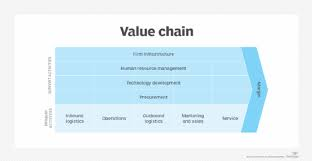 Value chain
Firm infrastructure
Human resource management
Technology development
Procurement
Inbound
logistics
Operations
Outbound
logistics
Marketing
and sales
Service
Margin